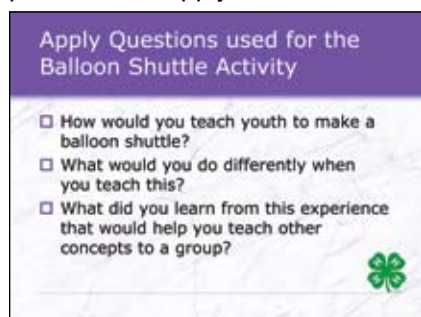 Apply Questions used for the
Balloon Shuttle Activity
How would you teach youth to make a
balloon shuttle?
What would you do differently when
you teach this?
What did you learn from this experience
that would help you teach other
concepts to a group?